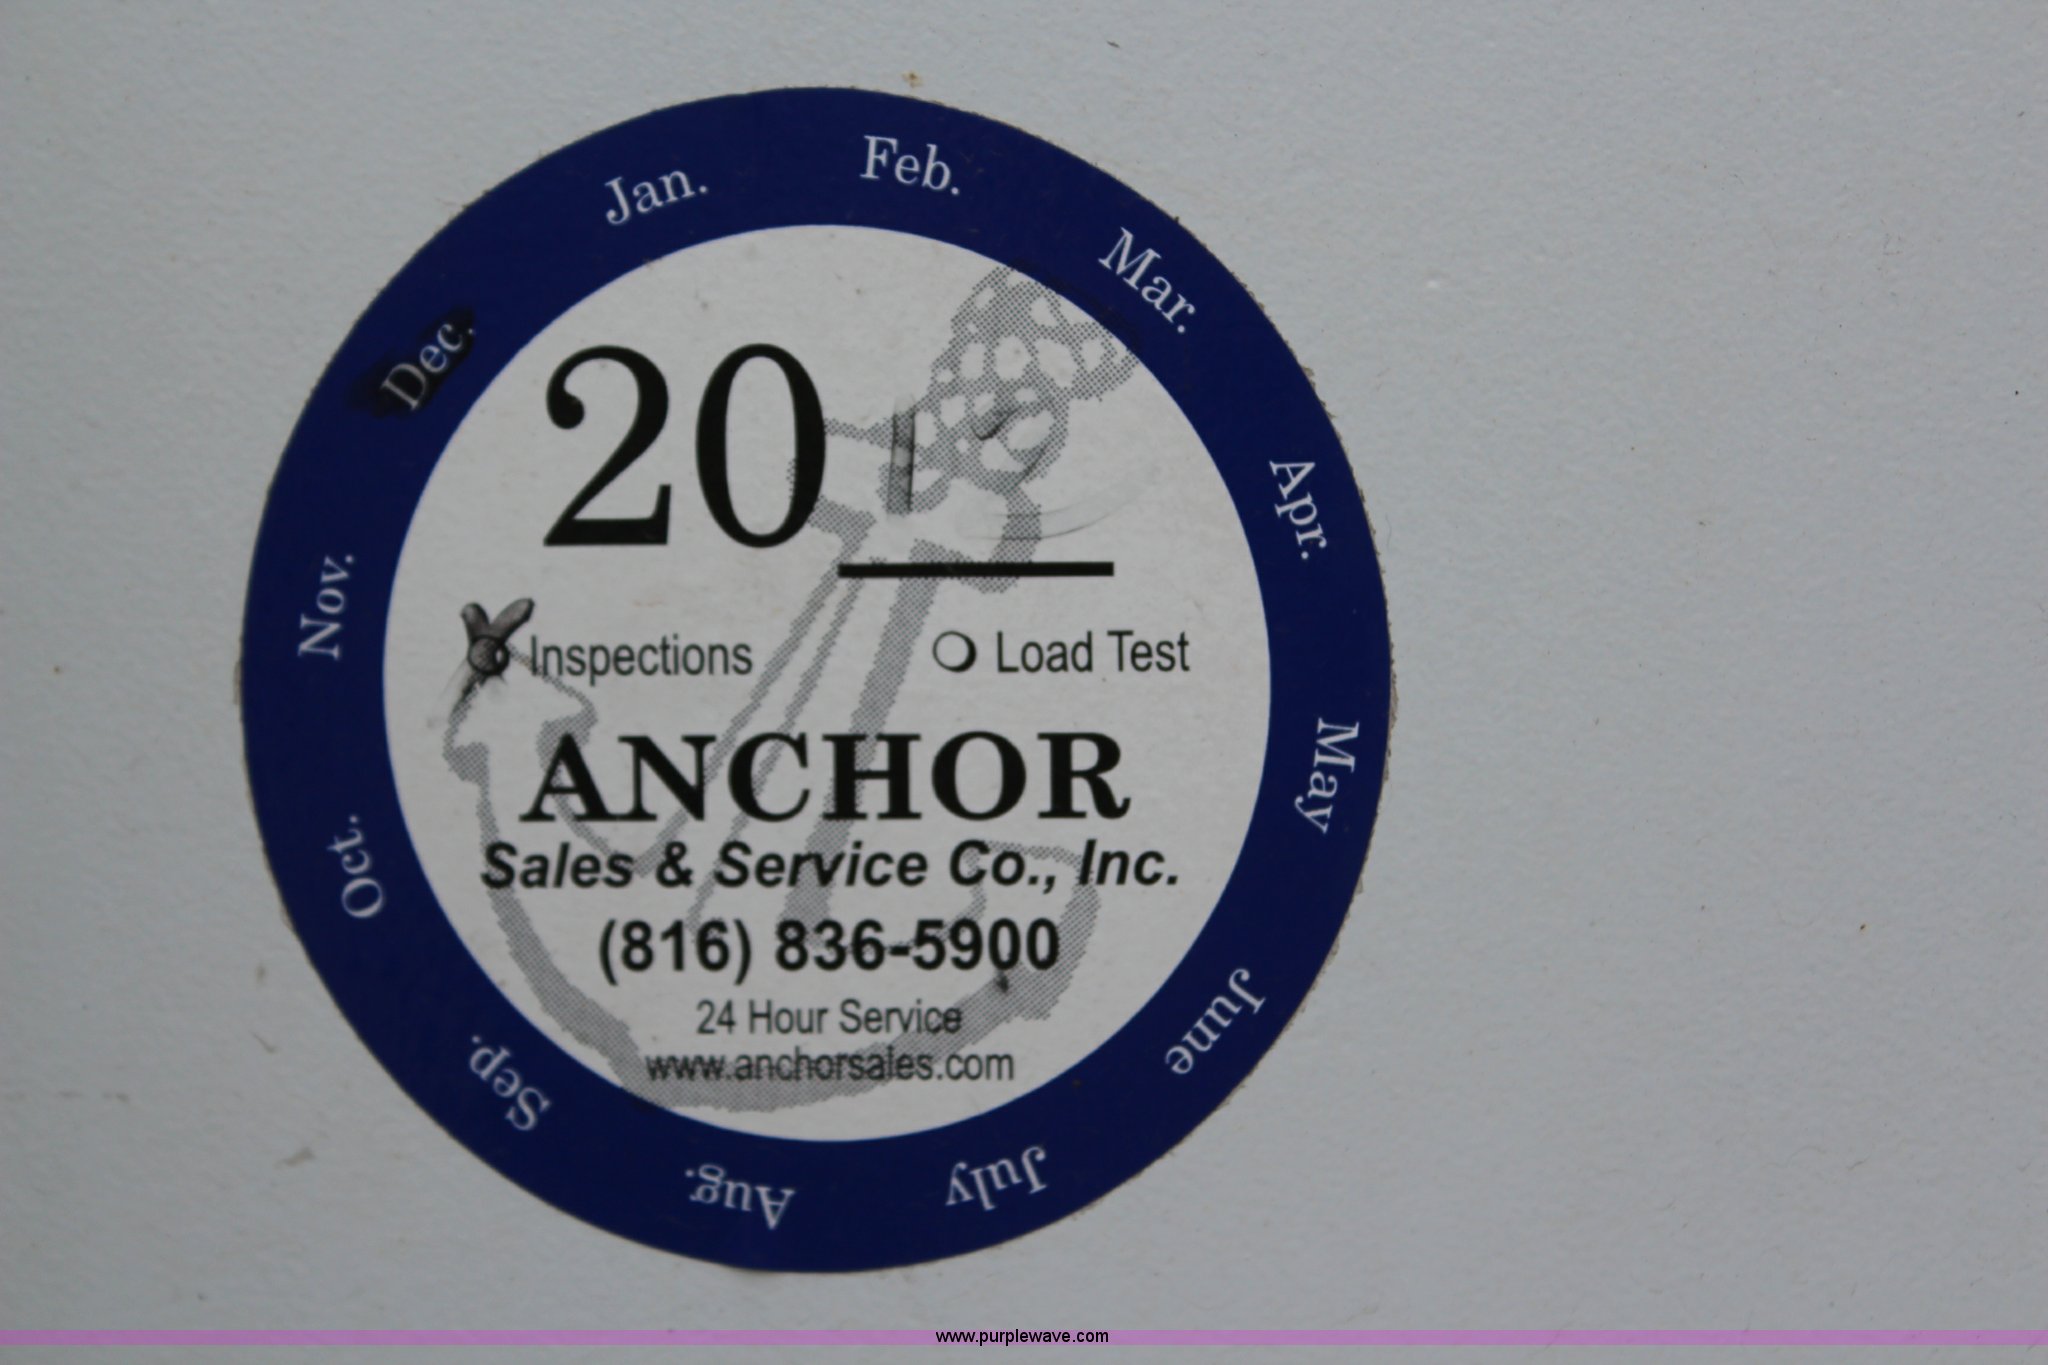 Jan.
Feb.
Mar.
Apr.
May
June
July
Aug.
Sep.
Oct.
Nov.
Dec.
20
Inspections
Load Test
ANCHOR
Sales & Service Co., Inc.
(816) 836-5900
24 Hour Service
www.anchorsales.com
www.purplewave.com